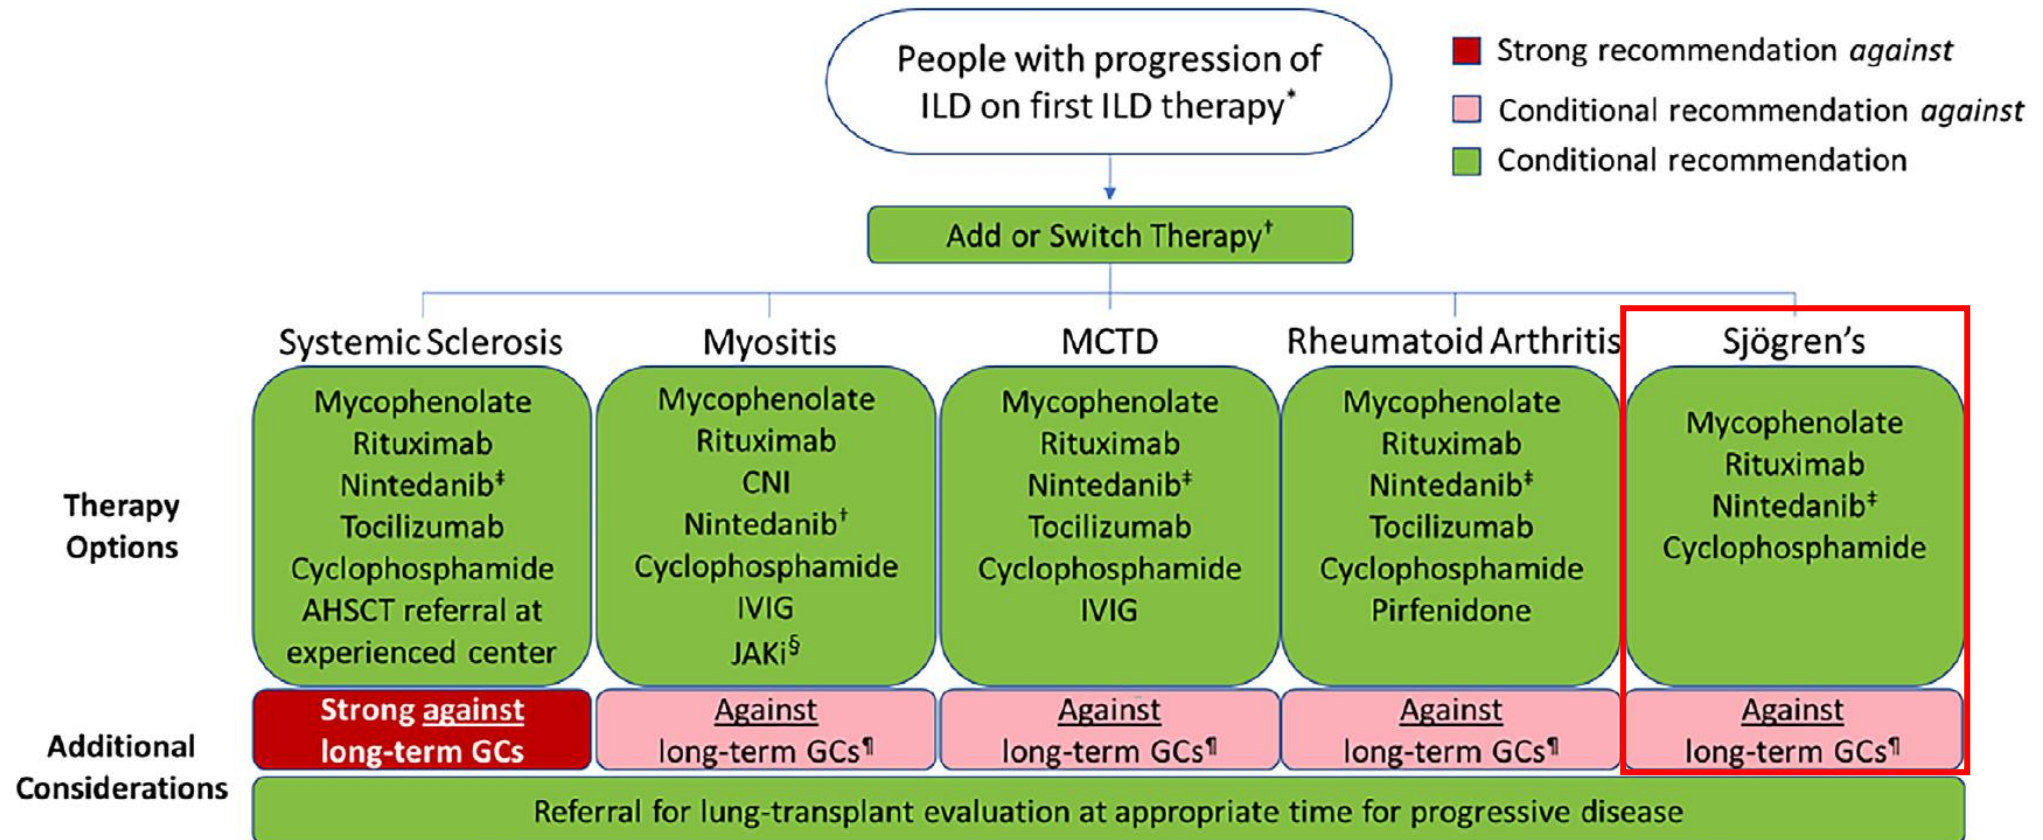 People with progression of
ILD on first ILD therapy*
Strong recommendation against
Conditional recommendation against
Conditional recommendation
Add or Switch Therapy†
Systemic Sclerosis
Myositis
MCTD
Rheumatoid Arthritis
Sjögren's
Therapy
Options
Mycophenolate
Rituximab
Nintedanib‡
Tocilizumab
Cyclophosphamide
AHSCT referral at
experienced center
Mycophenolate
Rituximab
CNI
Nintedanib†
Cyclophosphamide
IVIG
JAKi§
Mycophenolate
Rituximab
Nintedanib‡
Tocilizumab
Cyclophosphamide
IVIG
Mycophenolate
Rituximab
Nintedanib‡
Tocilizumab
Cyclophosphamide
Pirfenidone
Mycophenolate
Rituximab
Nintedanib‡
Cyclophosphamide
Additional
Considerations
Strong against
long-term GCs
Against
long-term GCs¶
Against
long-term GCs¶
Against
long-term GCs¶
Against
long-term GCs¶
Referral for lung-transplant evaluation at appropriate time for progressive disease